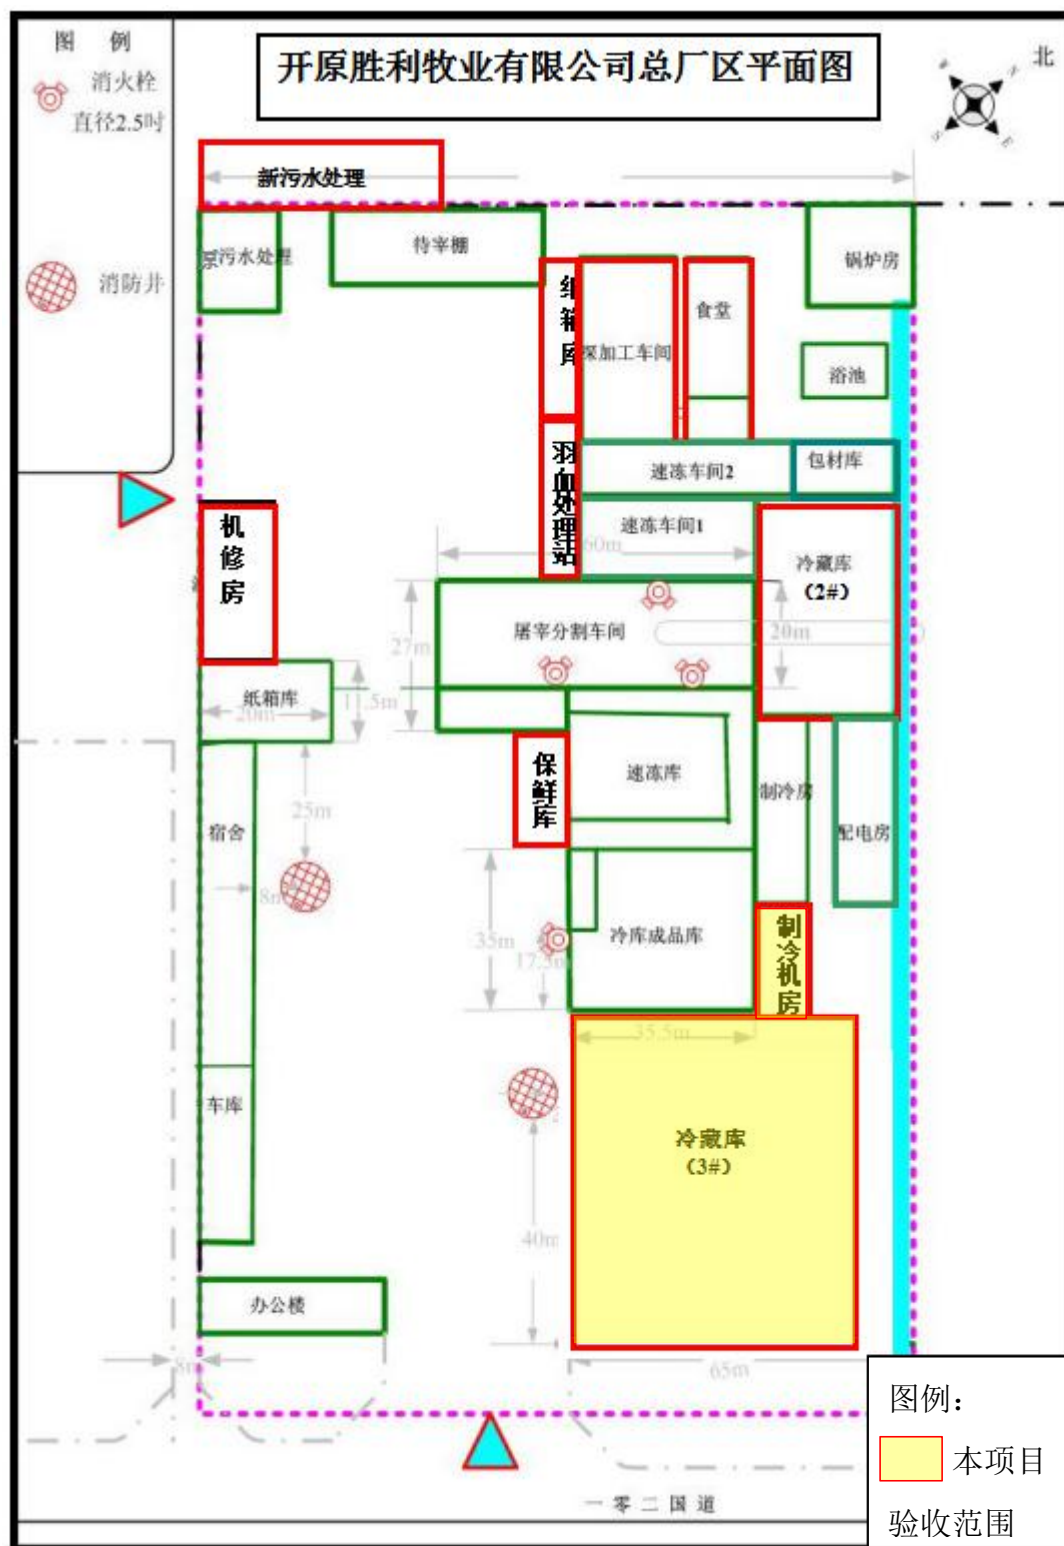 图 例
消火栓
直径2.5吋
消防井
开原胜利牧业有限公司总厂区平面图
北
N
S
E
新污水处理
原污水处理
待宰棚
锅炉房
纸箱库
深加工车间
食堂
浴池
羽血处理站
速冻车间2
包材库
速冻车间1
60m
机修房
冷藏库
(2#)
屠宰分割车间
20m
27m
纸箱库
20m
11.5m
保鲜库
速冻库
制冷房
配电房
25m
宿舍
8m
冷库成品库
35m
17.5m
制冷机房
35.5m
车库
冷藏库
(3#)
40m
办公楼
8m
65m
一零二国道
图例：
本项目
验收范围